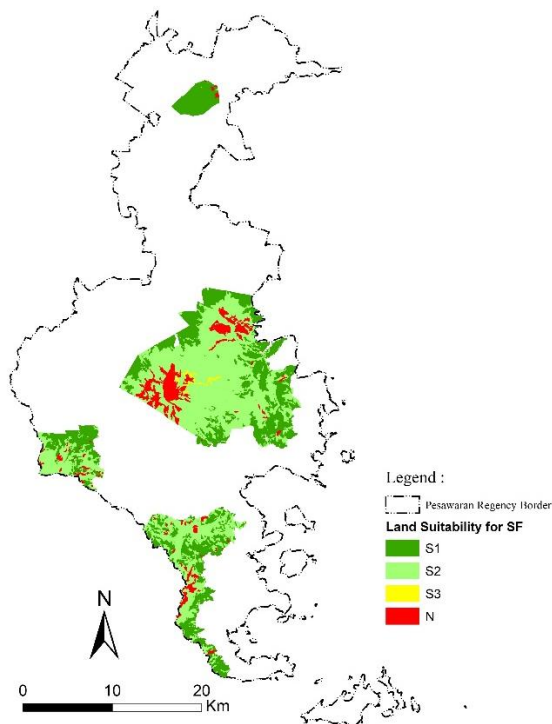 Legend :
Pesawaran Regency Border
Land Suitability for SF
S1
S2
S3
N
N
0 10 20
Km